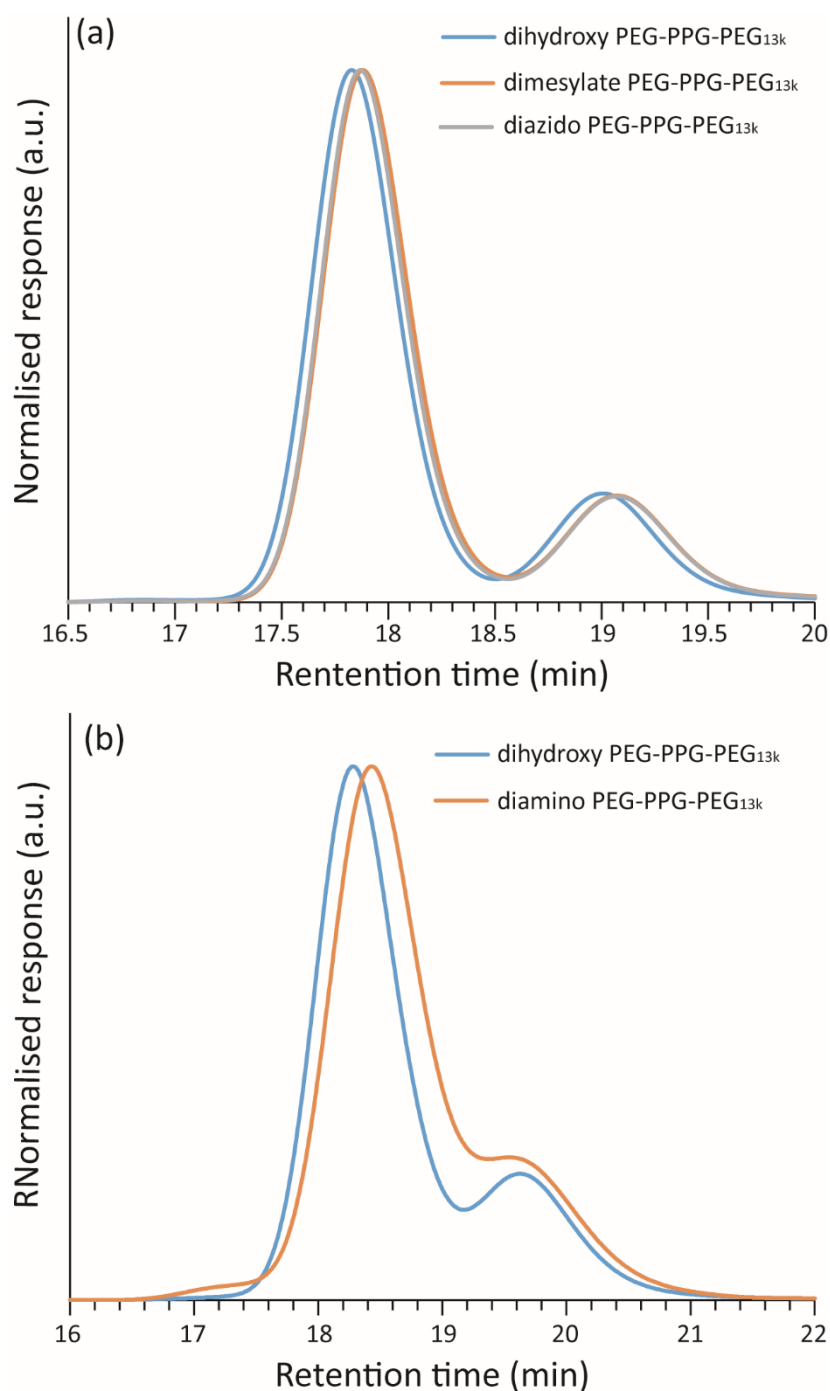 (a)
dihydroxy PEG-PPG-PEG13k
dimesylate PEG-PPG-PEG13k
diazido PEG-PPG-PEG13k
Normalised response (a.u.)
16.5 17 17.5 18 18.5 19 19.5 20
Rentention time (min)
(b)
dihydroxy PEG-PPG-PEG13k
diamino PEG-PPG-PEG13k
RNormalised response (a.u.)
16 17 18 19 20 21 22
Retention time (min)